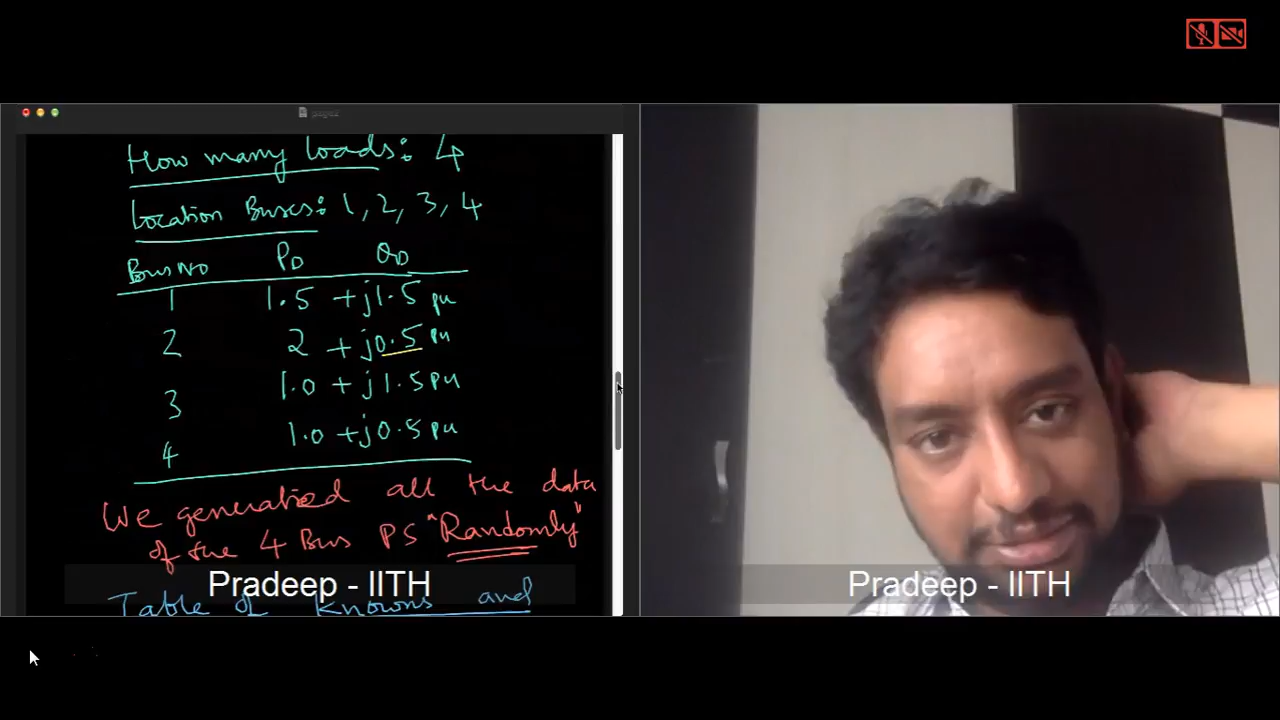 page2
How many loads: 4
Location Buses: 1, 2, 3, 4
Bus No PD QD
1 1.5 + j1.5 pu
2 2 + j0.5 pu
3 1.0 + j1.5 pu
4 1.0 + j0.5 pu
We generatied all the data
of the 4 Bus PS "Randomly"
Table of knowns and
Pradeep - IITH
Pradeep - IITH